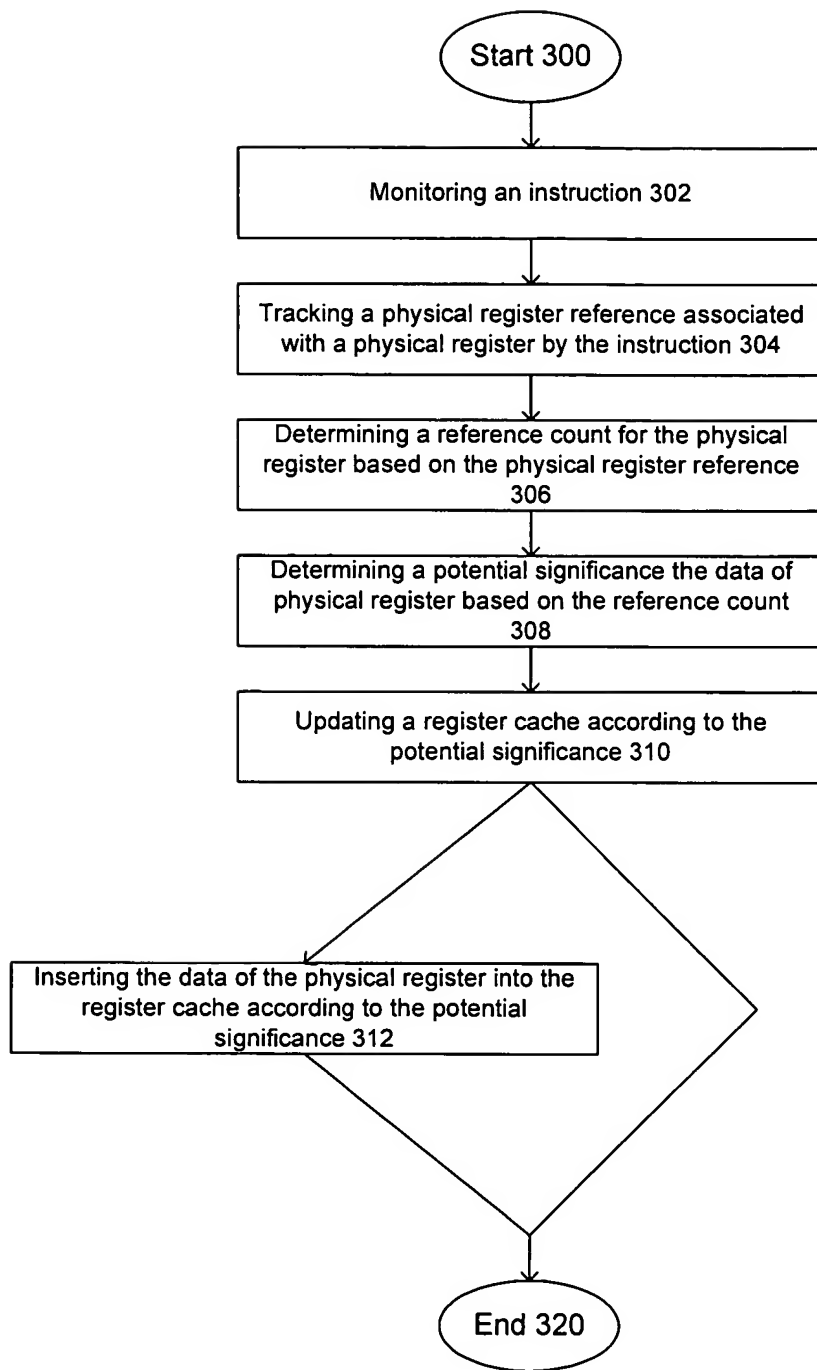 Start 300
Monitoring an instruction 302
Tracking a physical register reference associated
with a physical register by the instruction 304
Determining a reference count for the physical
register based on the physical register reference
306
Determining a potential significance the data of
physical register based on the reference count
308
Updating a register cache according to the
potential significance 310
Inserting the data of the physical register into the
register cache according to the potential
significance 312
End 320